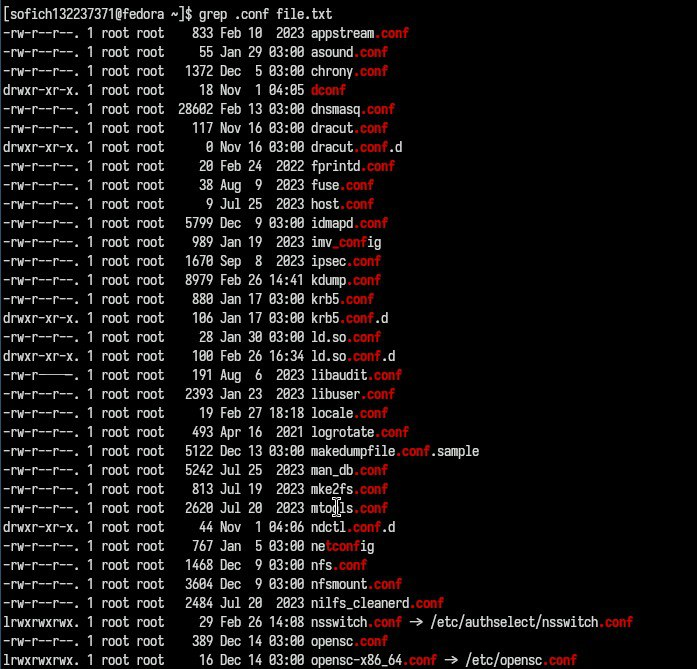 [sofich132237371@fedora ~]$ grep .conf file.txt
-rw-r--r--. 1 root root   833 Feb 10  2023 appstream.conf
-rw-r--r--. 1 root root    55 Jan 29 03:00 asound.conf
-rw-r--r--. 1 root root  1372 Dec  5 03:00 chrony.conf
drwxr-xr-x. 1 root root    18 Nov  1 04:05 dconf
-rw-r--r--. 1 root root 28602 Feb 13 03:00 dnsmasq.conf
-rw-r--r--. 1 root root   117 Nov 16 03:00 dracut.conf
drwxr-xr-x. 1 root root     0 Nov 16 03:00 dracut.conf.d
-rw-r--r--. 1 root root    20 Feb 24  2022 fprintd.conf
-rw-r--r--. 1 root root    38 Aug  9  2023 fuse.conf
-rw-r--r--. 1 root root     9 Jul 25  2023 host.conf
-rw-r--r--. 1 root root  5799 Dec  9 03:00 idmapd.conf
-rw-r--r--. 1 root root   989 Jan 19  2023 imv_config
-rw-r--r--. 1 root root  1670 Sep  8  2023 ipsec.conf
-rw-r--r--. 1 root root  8979 Feb 26 14:41 kdump.conf
-rw-r--r--. 1 root root   880 Jan 17 03:00 krb5.conf
drwxr-xr-x. 1 root root   106 Jan 17 03:00 krb5.conf.d
-rw-r--r--. 1 root root    28 Jan 30 03:00 ld.so.conf
drwxr-xr-x. 1 root root   100 Feb 26 16:34 ld.so.conf.d
-rw-r-----. 1 root root   191 Aug  6  2023 libaudit.conf
-rw-r--r--. 1 root root  2393 Jan 23  2023 libuser.conf
-rw-r--r--. 1 root root    19 Feb 27 18:18 locale.conf
-rw-r--r--. 1 root root   493 Apr 16  2021 logrotate.conf
-rw-r--r--. 1 root root  5122 Dec 13 03:00 makedumpfile.conf.sample
-rw-r--r--. 1 root root  5242 Jul 25  2023 man_db.conf
-rw-r--r--. 1 root root   813 Jul 19  2023 mke2fs.conf
-rw-r--r--. 1 root root  2620 Jul 20  2023 mtools.conf
drwxr-xr-x. 1 root root    44 Nov  1 04:06 ndctl.conf.d
-rw-r--r--. 1 root root   767 Jan  5 03:00 netconfig
-rw-r--r--. 1 root root  1468 Dec  9 03:00 nfs.conf
-rw-r--r--. 1 root root  3604 Dec  9 03:00 nfsmount.conf
-rw-r--r--. 1 root root  2484 Jul 20  2023 nilfs_cleanerd.conf
lrwxrwxrwx. 1 root root    29 Feb 26 14:08 nsswitch.conf -> /etc/authselect/nsswitch.conf
-rw-r--r--. 1 root root   389 Dec 14 03:00 opensc.conf
lrwxrwxrwx. 1 root root    16 Dec 14 03:00 opensc-x86_64.conf -> /etc/opensc.conf